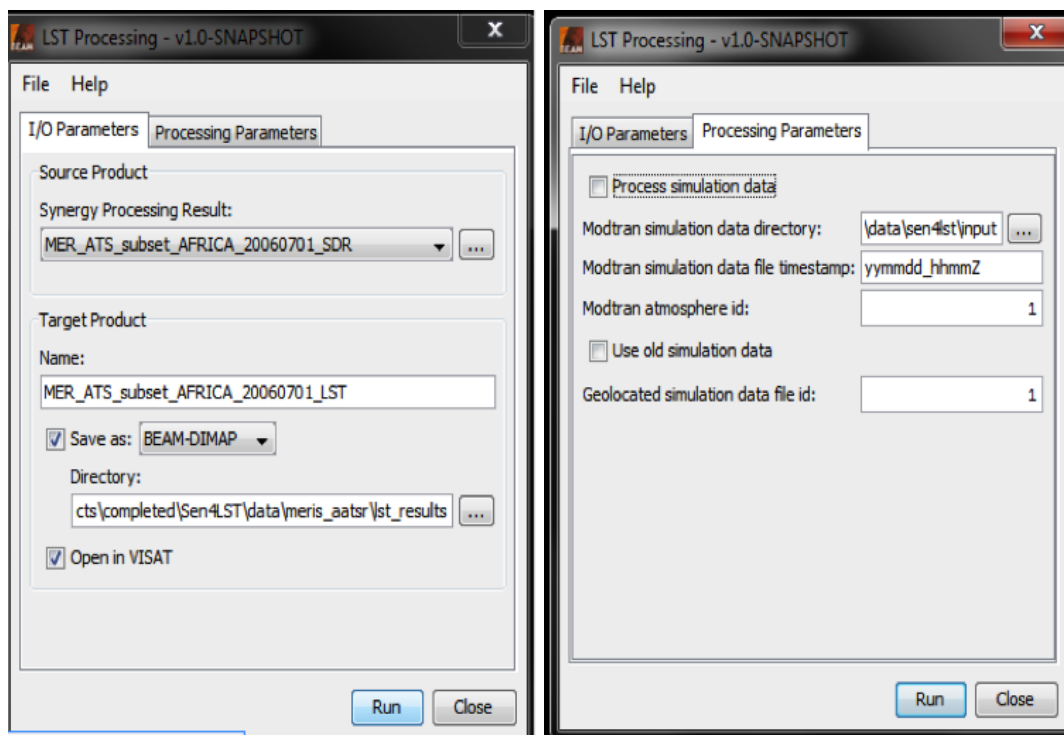 LST Processing - v1.0-SNAPSHOT
File Help
I/O Parameters Processing Parameters
Source Product
Synergy Processing Result:
MER_ATS_subset_AFRICA_20060701_SDR ...
Target Product
Name:
MER_ATS_subset_AFRICA_20060701_LST
Save as: BEAM-DIMAP
Directory:
cts\completed\Sen4LST\data\meris_aatsr\lst_results ...
Open in VISAT
Run Close
LST Processing - v1.0-SNAPSHOT
File Help
I/O Parameters Processing Parameters
Process simulation data
Modtran simulation data directory: \data\sen4lst\input ...
Modtran simulation data file timestamp: yymmdd_hhmmZ
Modtran atmosphere id: 1
Use old simulation data
Geolocated simulation data file id: 1
Run Close